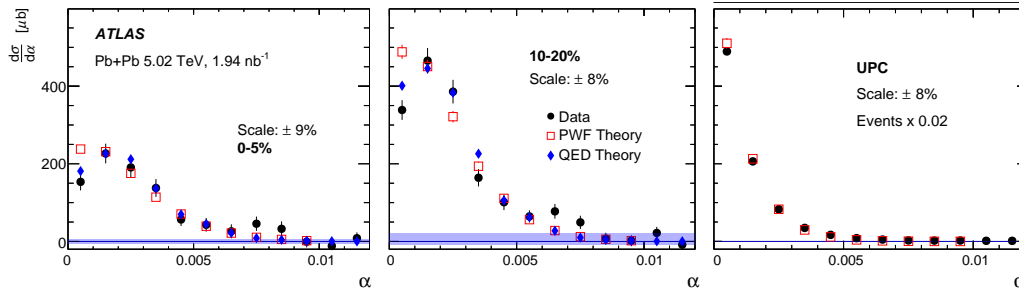 dσ/dα [μb]
400
200
0
ATLAS
Pb+Pb 5.02 TeV, 1.94 nb⁻¹
Scale: ± 9%
0-5%
0 0.005 0.01
α
10-20%
Scale: ± 8%
Data
PWF Theory
QED Theory
0 0.005 0.01
α
UPC
Scale: ± 8%
Events x 0.02
0 0.005 0.01
α